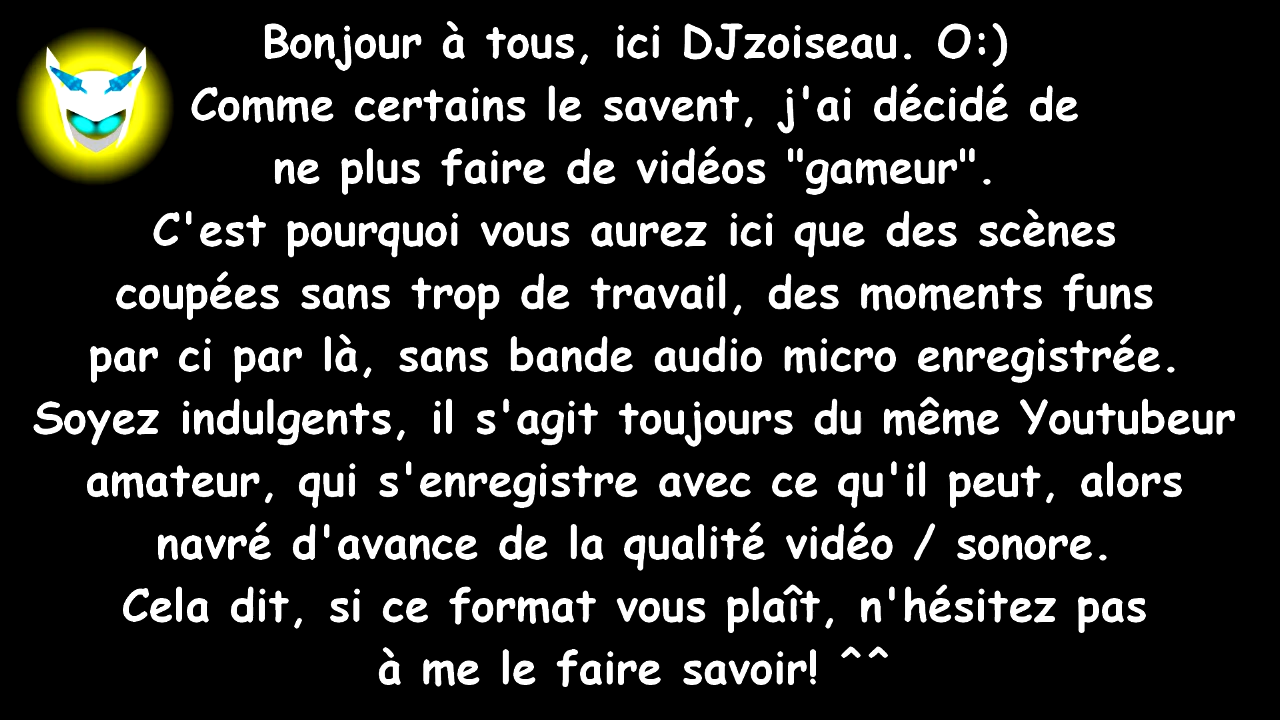 Bonjour à tous, ici DJzoiseau. O:)
Comme certains le savent, j'ai décidé de
ne plus faire de vidéos "gameur".
C'est pourquoi vous aurez ici que des scènes
coupées sans trop de travail, des moments funs
par ci par là, sans bande audio micro enregistrée.
Soyez indulgents, il s'agit toujours du même Youtubeur
amateur, qui s'enregistre avec ce qu'il peut, alors
navré d'avance de la qualité vidéo / sonore.
Cela dit, si ce format vous plaît, n'hésitez pas
à me le faire savoir! ^^